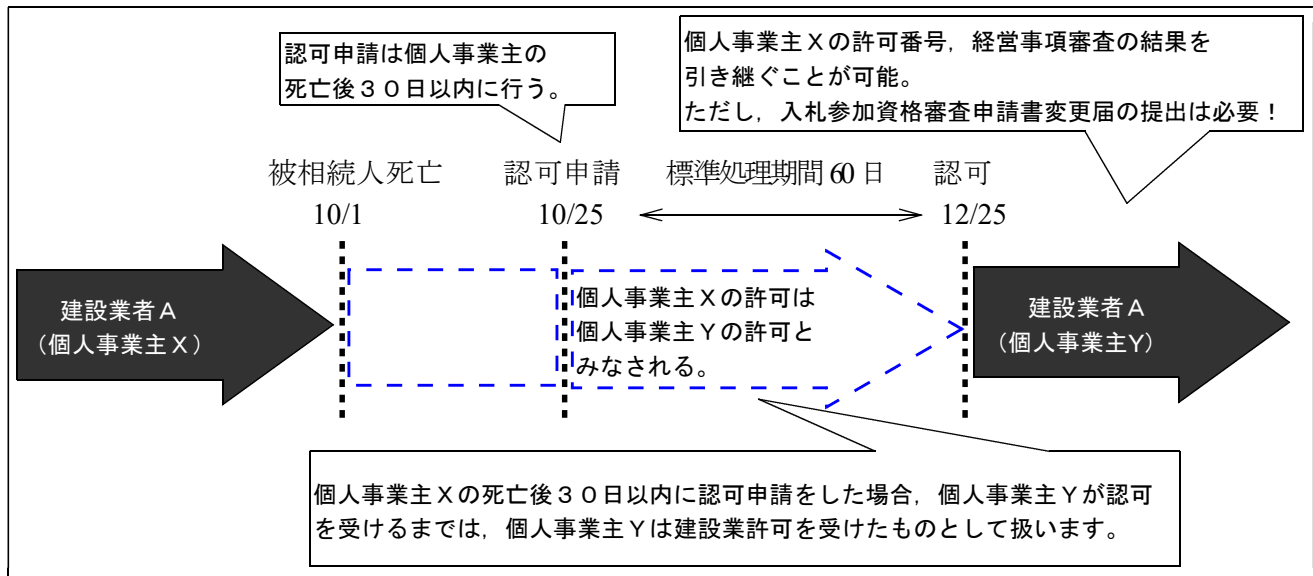 認可申請は個人事業主の
死亡後30日以内に行う。
個人事業主Xの許可番号，経営事項審査の結果を
引き継ぐことが可能。
ただし，入札参加資格審査申請書変更届の提出は必要！
被相続人死亡
10/1
認可申請
10/25
標準処理期間 60 日
認可
12/25
建設業者A
（個人事業主X）
個人事業主Xの許可は
個人事業主Yの許可と
みなされる。
建設業者A
（個人事業主Y）
個人事業主Xの死亡後30日以内に認可申請をした場合，個人事業主Yが認可
を受けるまでは，個人事業主Yは建設業許可を受けたものとして扱います。